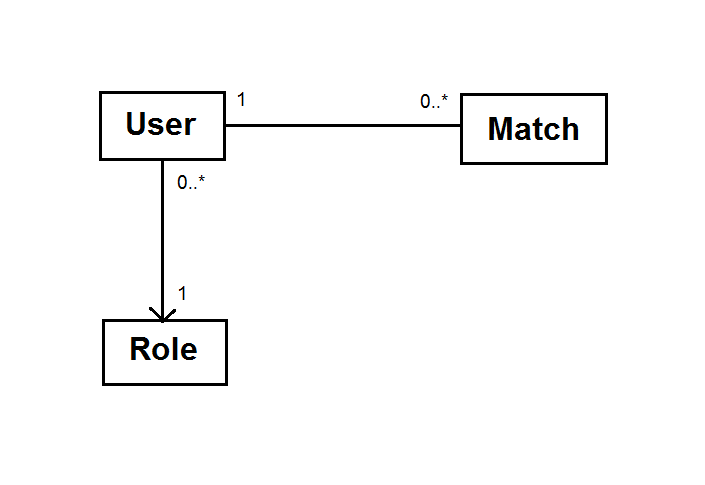 User
1
0..*
Match
0..*
1
Role